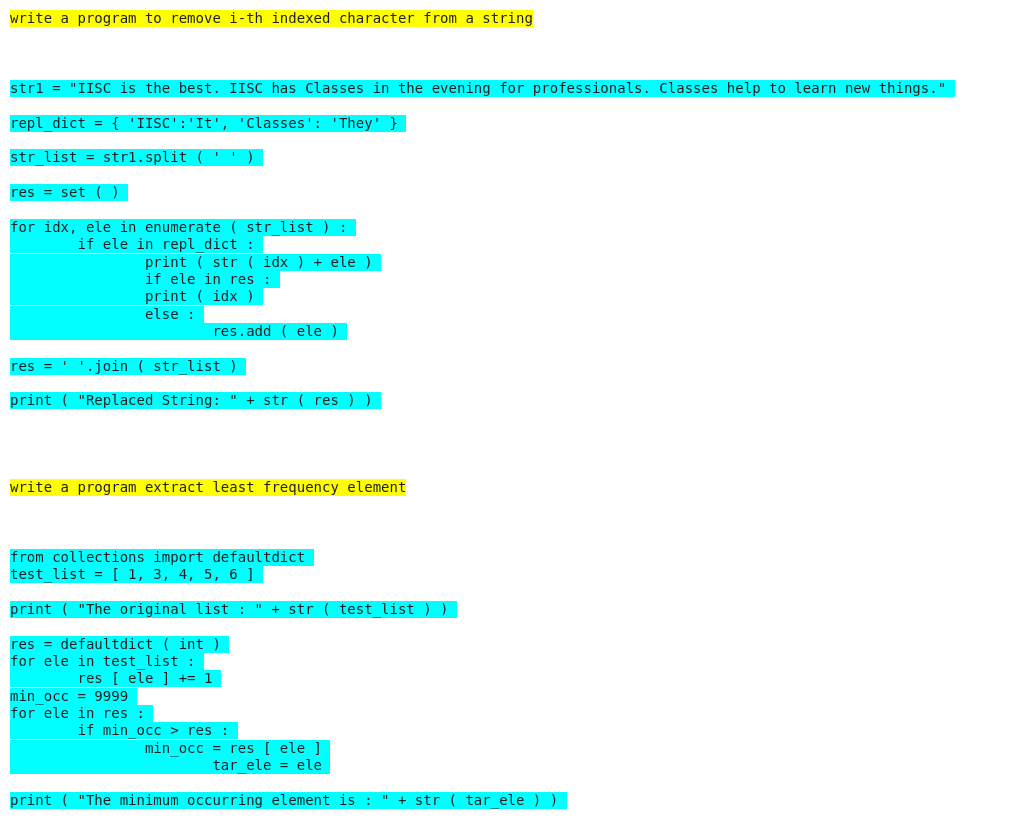 write a program to remove i-th indexed character from a string
str1 = "IISC is the best. IISC has Classes in the evening for professionals. Classes help to learn new things."
repl_dict = { 'IISC':'It', 'Classes': 'They' }
str_list = str1.split ( ' ' )
res = set ( )
for idx, ele in enumerate ( str_list ) :
        if ele in repl_dict :
                print ( str ( idx ) + ele )
                if ele in res :
                print ( idx )
                else :
                        res.add ( ele )
res = ' '.join ( str_list )
print ( "Replaced String: " + str ( res ) )
write a program extract least frequency element
from collections import defaultdict
test_list = [ 1, 3, 4, 5, 6 ]
print ( "The original list : " + str ( test_list ) )
res = defaultdict ( int )
for ele in test_list :
        res [ ele ] += 1
min_occ = 9999
for ele in res :
        if min_occ > res :
                min_occ = res [ ele ]
                        tar_ele = ele
print ( "The minimum occurring element is : " + str ( tar_ele ) )